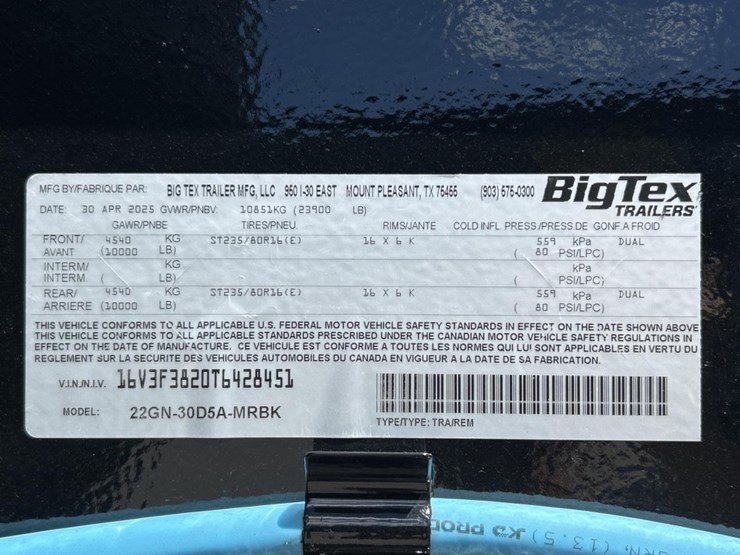 MFG BY/FABRIQUE PAR: BIG TEX TRAILER MFG, LLC 950 I-30 EAST MOUNT PLEASANT, TX 75455 (903) 575-0300 BigTex
TRAILERS
DATE: 30 APR 2025 GVWR/PNBV: 10851KG (23900 LB)
GAWR/PNBE TIRES/PNEU. RIMS/JANTE COLD INFL. PRESS./PRESS.DE GONF.A FROID
FRONT/ 4540 KG ST235/80R16(E) 16 X 6 K 559 kPa DUAL
AVANT (10000 LB) ( 80 PSI/LPC)
INTERM/ KG kPa
INTERM. ( LB) ( PSI/LPC)
REAR/ 4540 KG ST235/80R16(E) 16 X 6 K 559 kPa DUAL
ARRIERE (10000 LB) ( 80 PSI/LPC)
THIS VEHICLE CONFORMS TO ALL APPLICABLE U.S. FEDERAL MOTOR VEHICLE SAFETY STANDARDS IN EFFECT ON THE DATE SHOWN ABOVE
THIS VEHICLE CONFORMS TO ALL APPLICABLE STANDARDS PRESCRIBED UNDER THE CANADIAN MOTOR VEHICLE SAFETY REGULATIONS IN
EFFECT ON THE DATE OF MANUFACTURE. CE VEHICULE EST CONFORME A TOUTES LES NORMES QUI LUI SONT APPLICABLES EN VERTU DU
REGLEMENT SUR LA SECURITE DES VEHICULES AUTOMOBILES DU CANADA EN VIGUEUR A LA DATE DE SA FABRICATION.
V.I.N./N.I.V. 16V3F3820T6428451
MODEL: 22GN-30D5A-MRBK
TYPE/TYPE: TRA/REM
(13.5) KD PROD